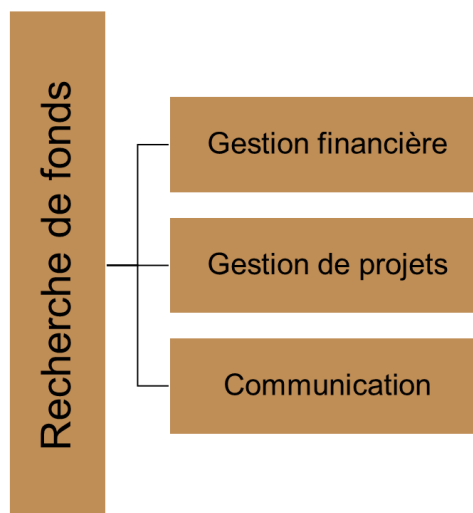 Recherche de fonds
Gestion financière
Gestion de projets
Communication